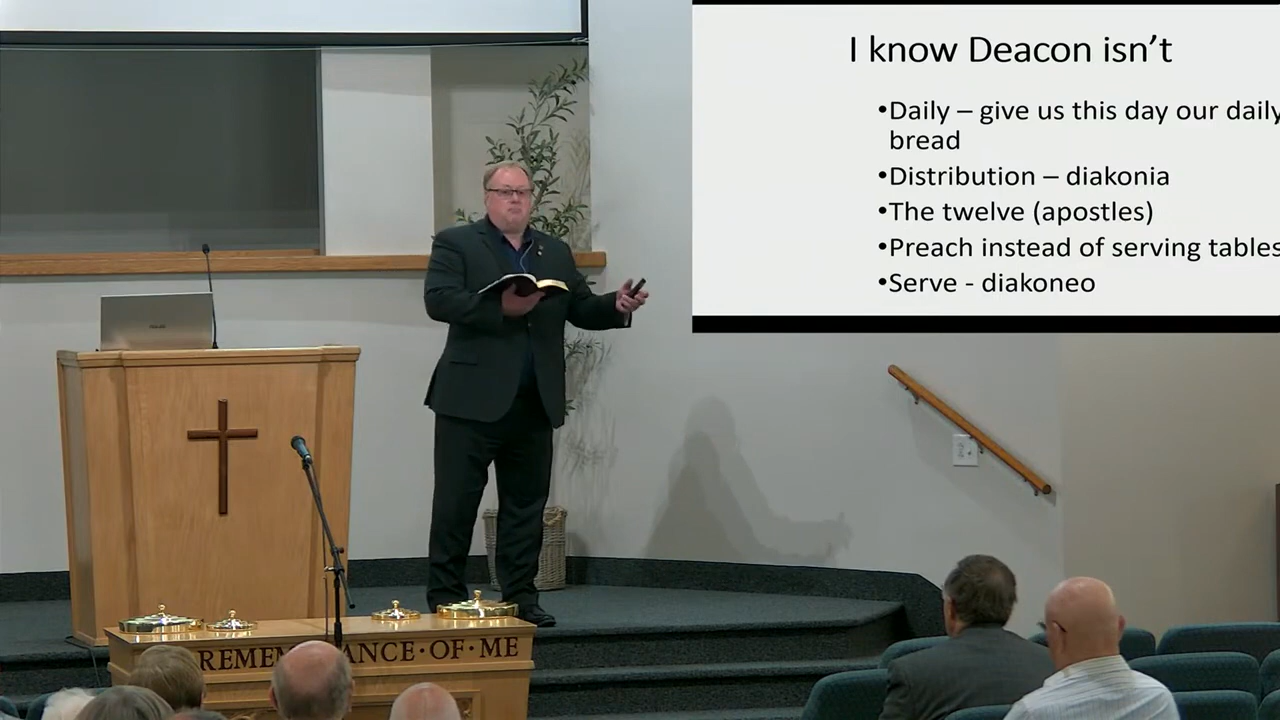 I know Deacon isn't
•Daily – give us this day our daily
bread
•Distribution – diakonia
•The twelve (apostles)
•Preach instead of serving tables
•Serve - diakoneo
ANCE·OF·ME